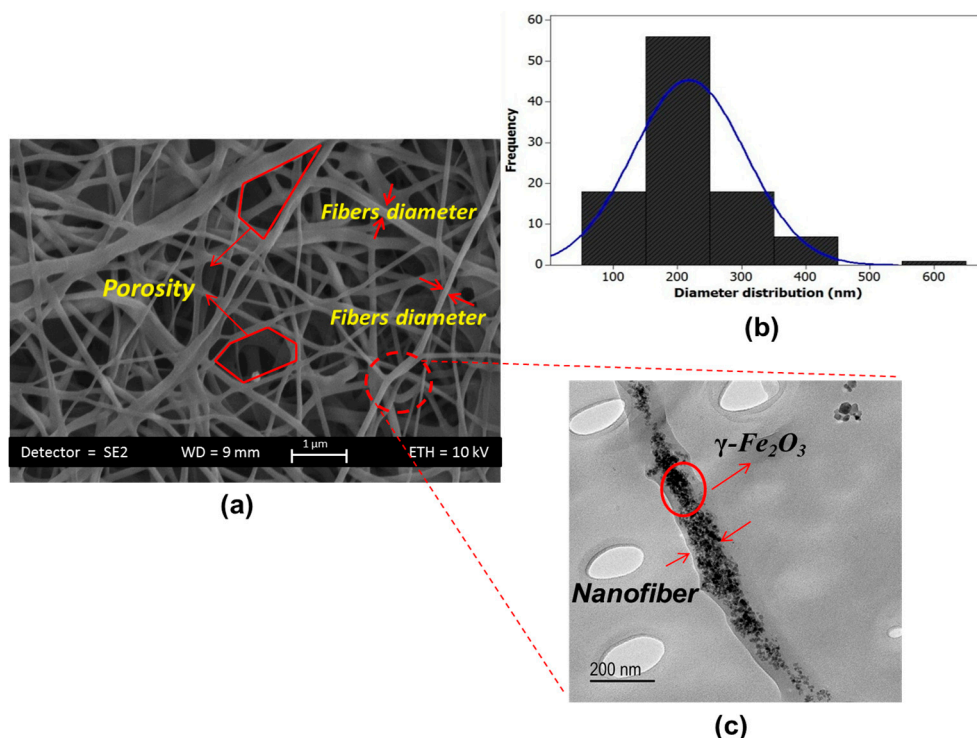 Fibers diameter
Porosity
Fibers diameter
Detector = SE2 WD = 9 mm 1 µm ETH = 10 kV
(a)
60
50
40
30
20
10
0
Frequency
100 200 300 400 500 600
Diameter distribution (nm)
(b)
γ-Fe₂O₃
Nanofiber
200 nm
(c)